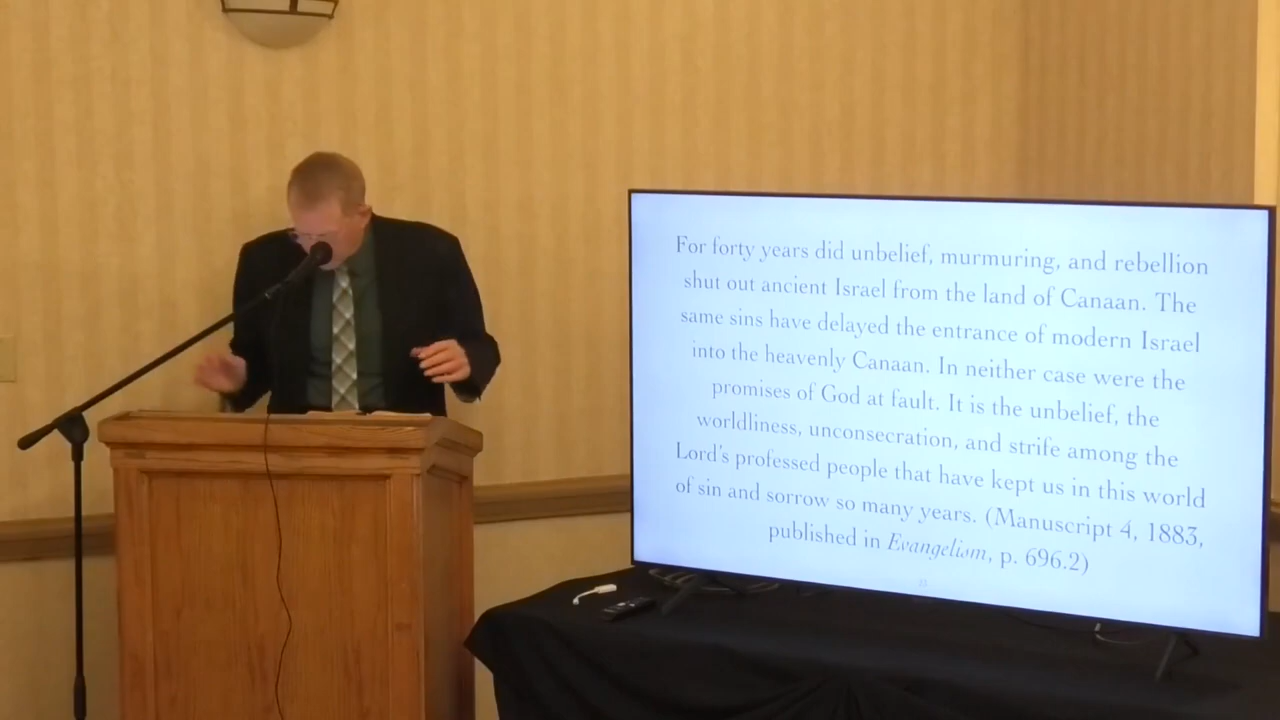 For forty years did unbelief, murmuring, and rebellion
shut out ancient Israel from the land of Canaan. The
same sins have delayed the entrance of modern Israel
into the heavenly Canaan. In neither case were the
promises of God at fault. It is the unbelief, the
worldliness, unconsecration, and strife among the
Lord's professed people that have kept us in this world
of sin and sorrow so many years. (Manuscript 4, 1883,
published in Evangelism, p. 696.2)